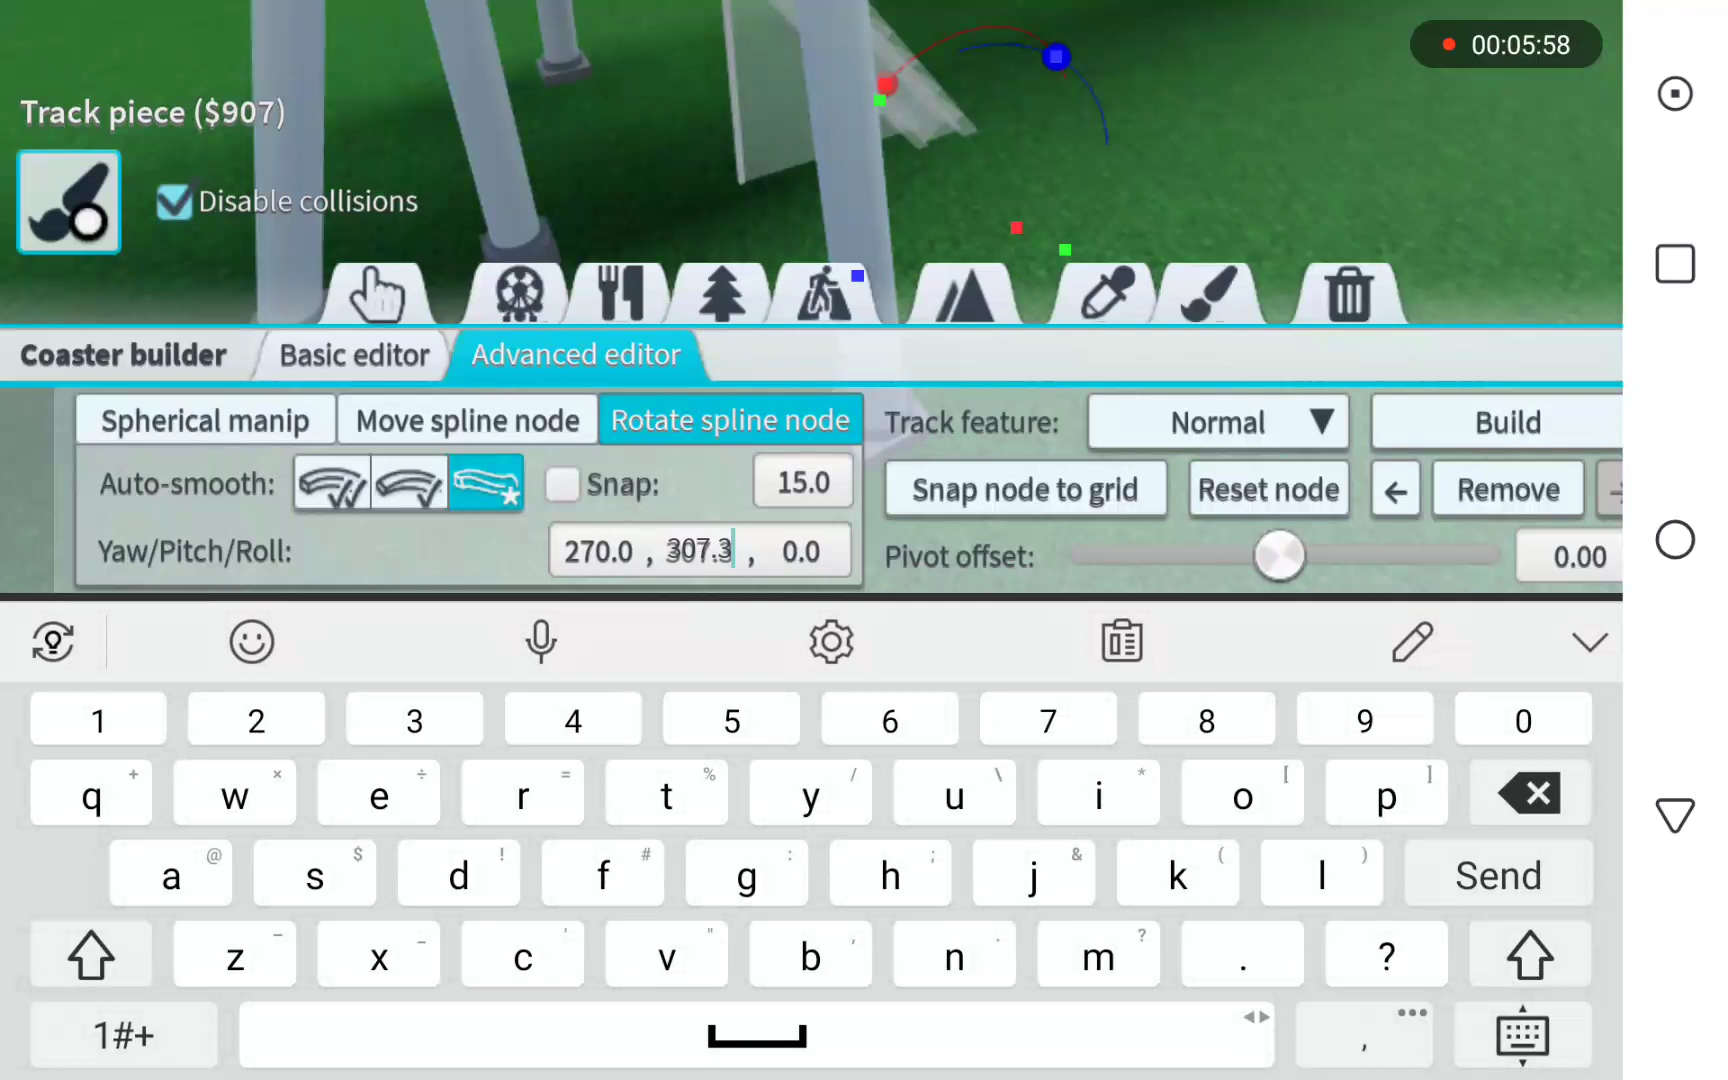 00:05:58
Track piece ($907)
Disable collisions
Coaster builder Basic editor Advanced editor
Spherical manip Move spline node Rotate spline node Track feature: Normal ▼ Build
Auto-smooth: Snap: 15.0 Snap node to grid Reset node ← Remove
Yaw/Pitch/Roll: 270.0 , 307.3 , 0.0 Pivot offset: 0.00
1 2 3 4 5 6 7 8 9 0
q + w × e ÷ r = t % y / u \ i * o [ p ]
a @ s $ d ! f # g : h ; j & k ( l ) Send
z – x _ c ' v " b , n . m ? . ?
1#+ ,